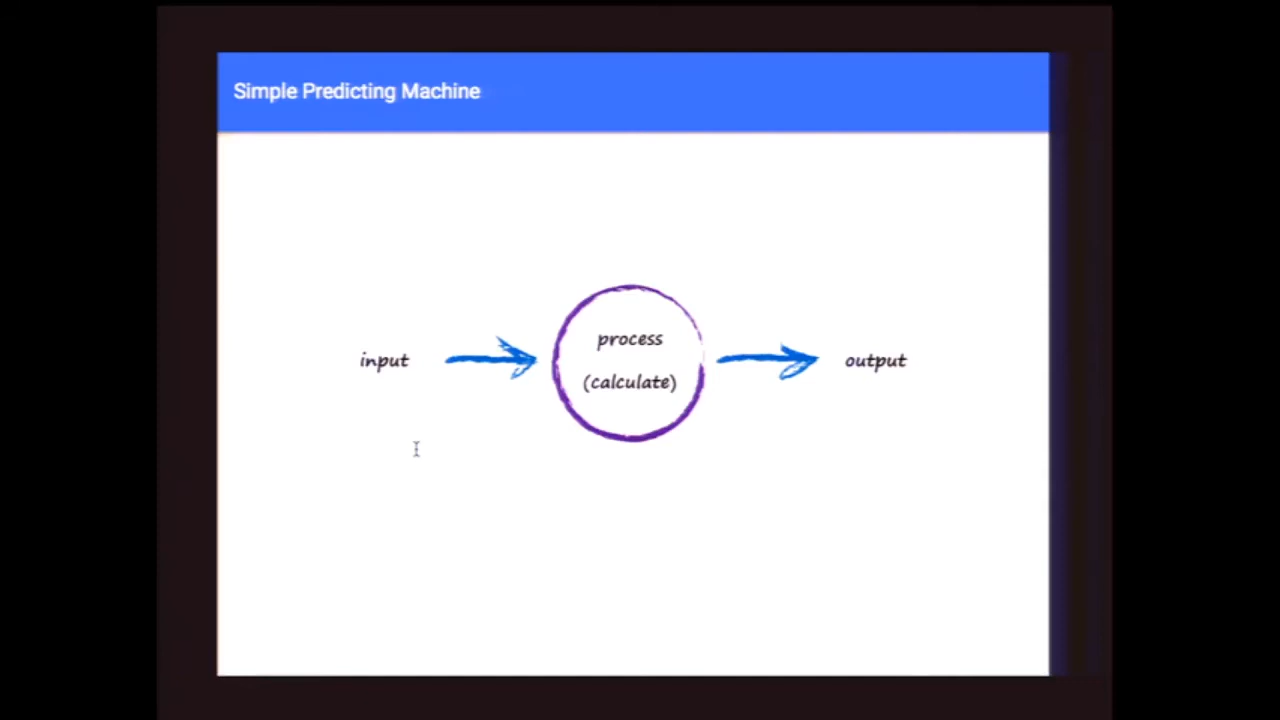 Simple Predicting Machine
input
process
(calculate)
output